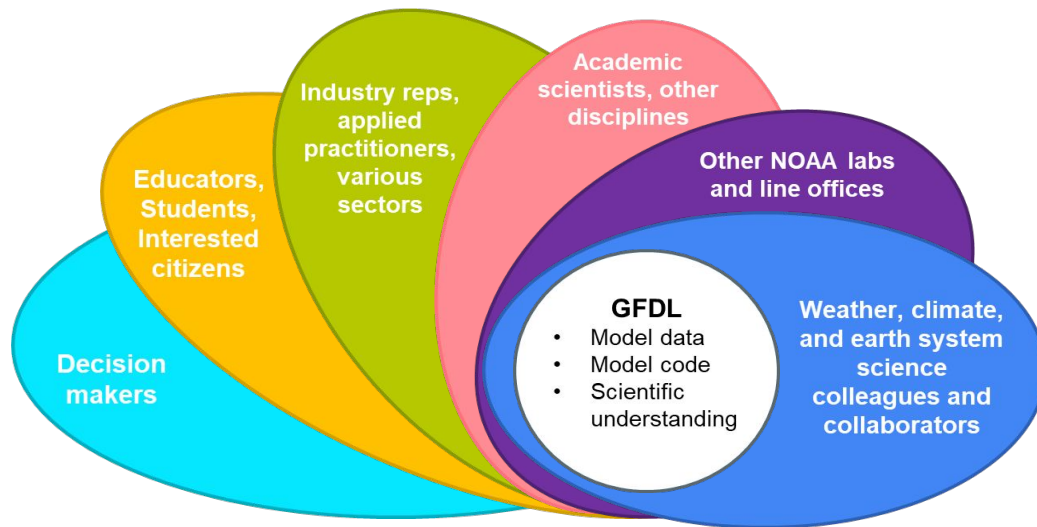 Decision
makers
Educators,
Students,
Interested
citizens
Industry reps,
applied
practitioners,
various
sectors
Academic
scientists, other
disciplines
Other NOAA labs
and line offices
Weather, climate,
and earth system
science
colleagues and
collaborators
GFDL
• Model data
• Model code
• Scientific
understanding